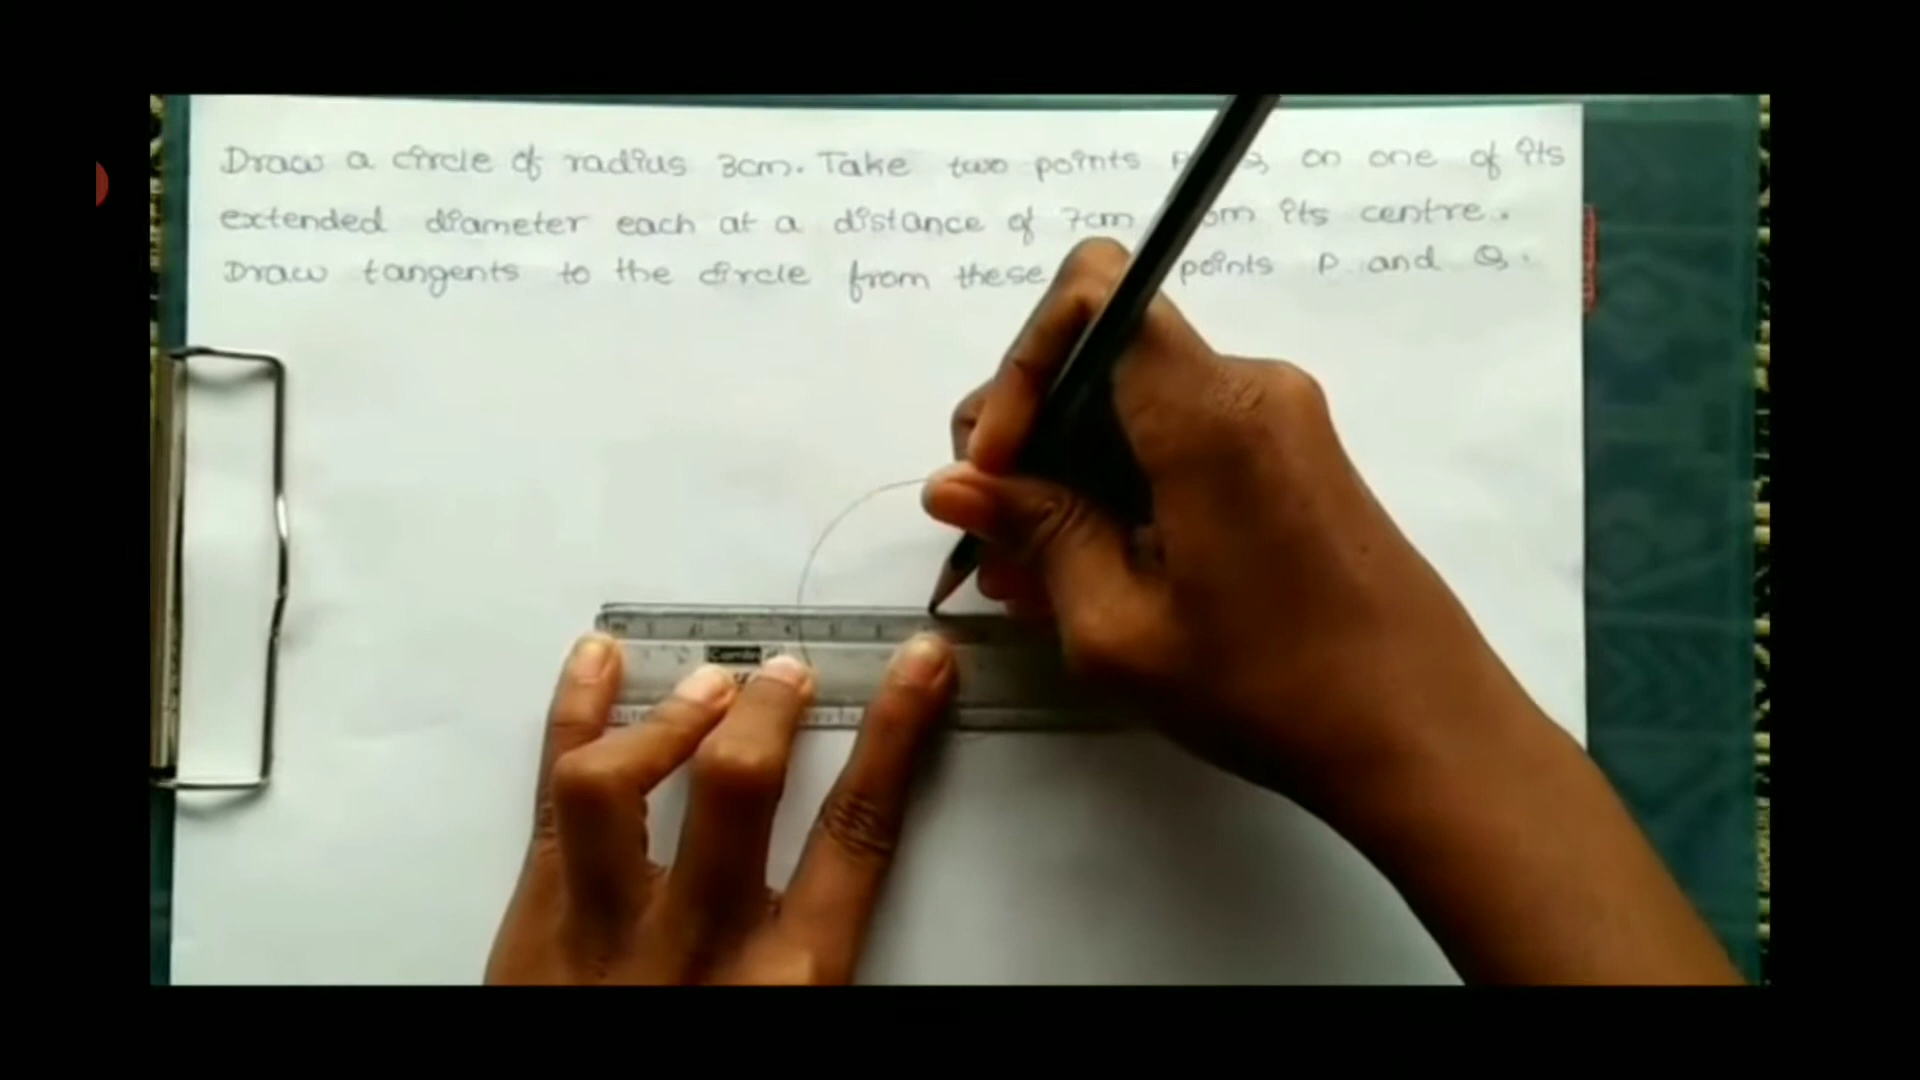 Draw a circle of radius 3cm. Take two points on one of its
extended diameter each at a distance of 7cm its centre.
Draw tangents to the circle from these points P and Q.